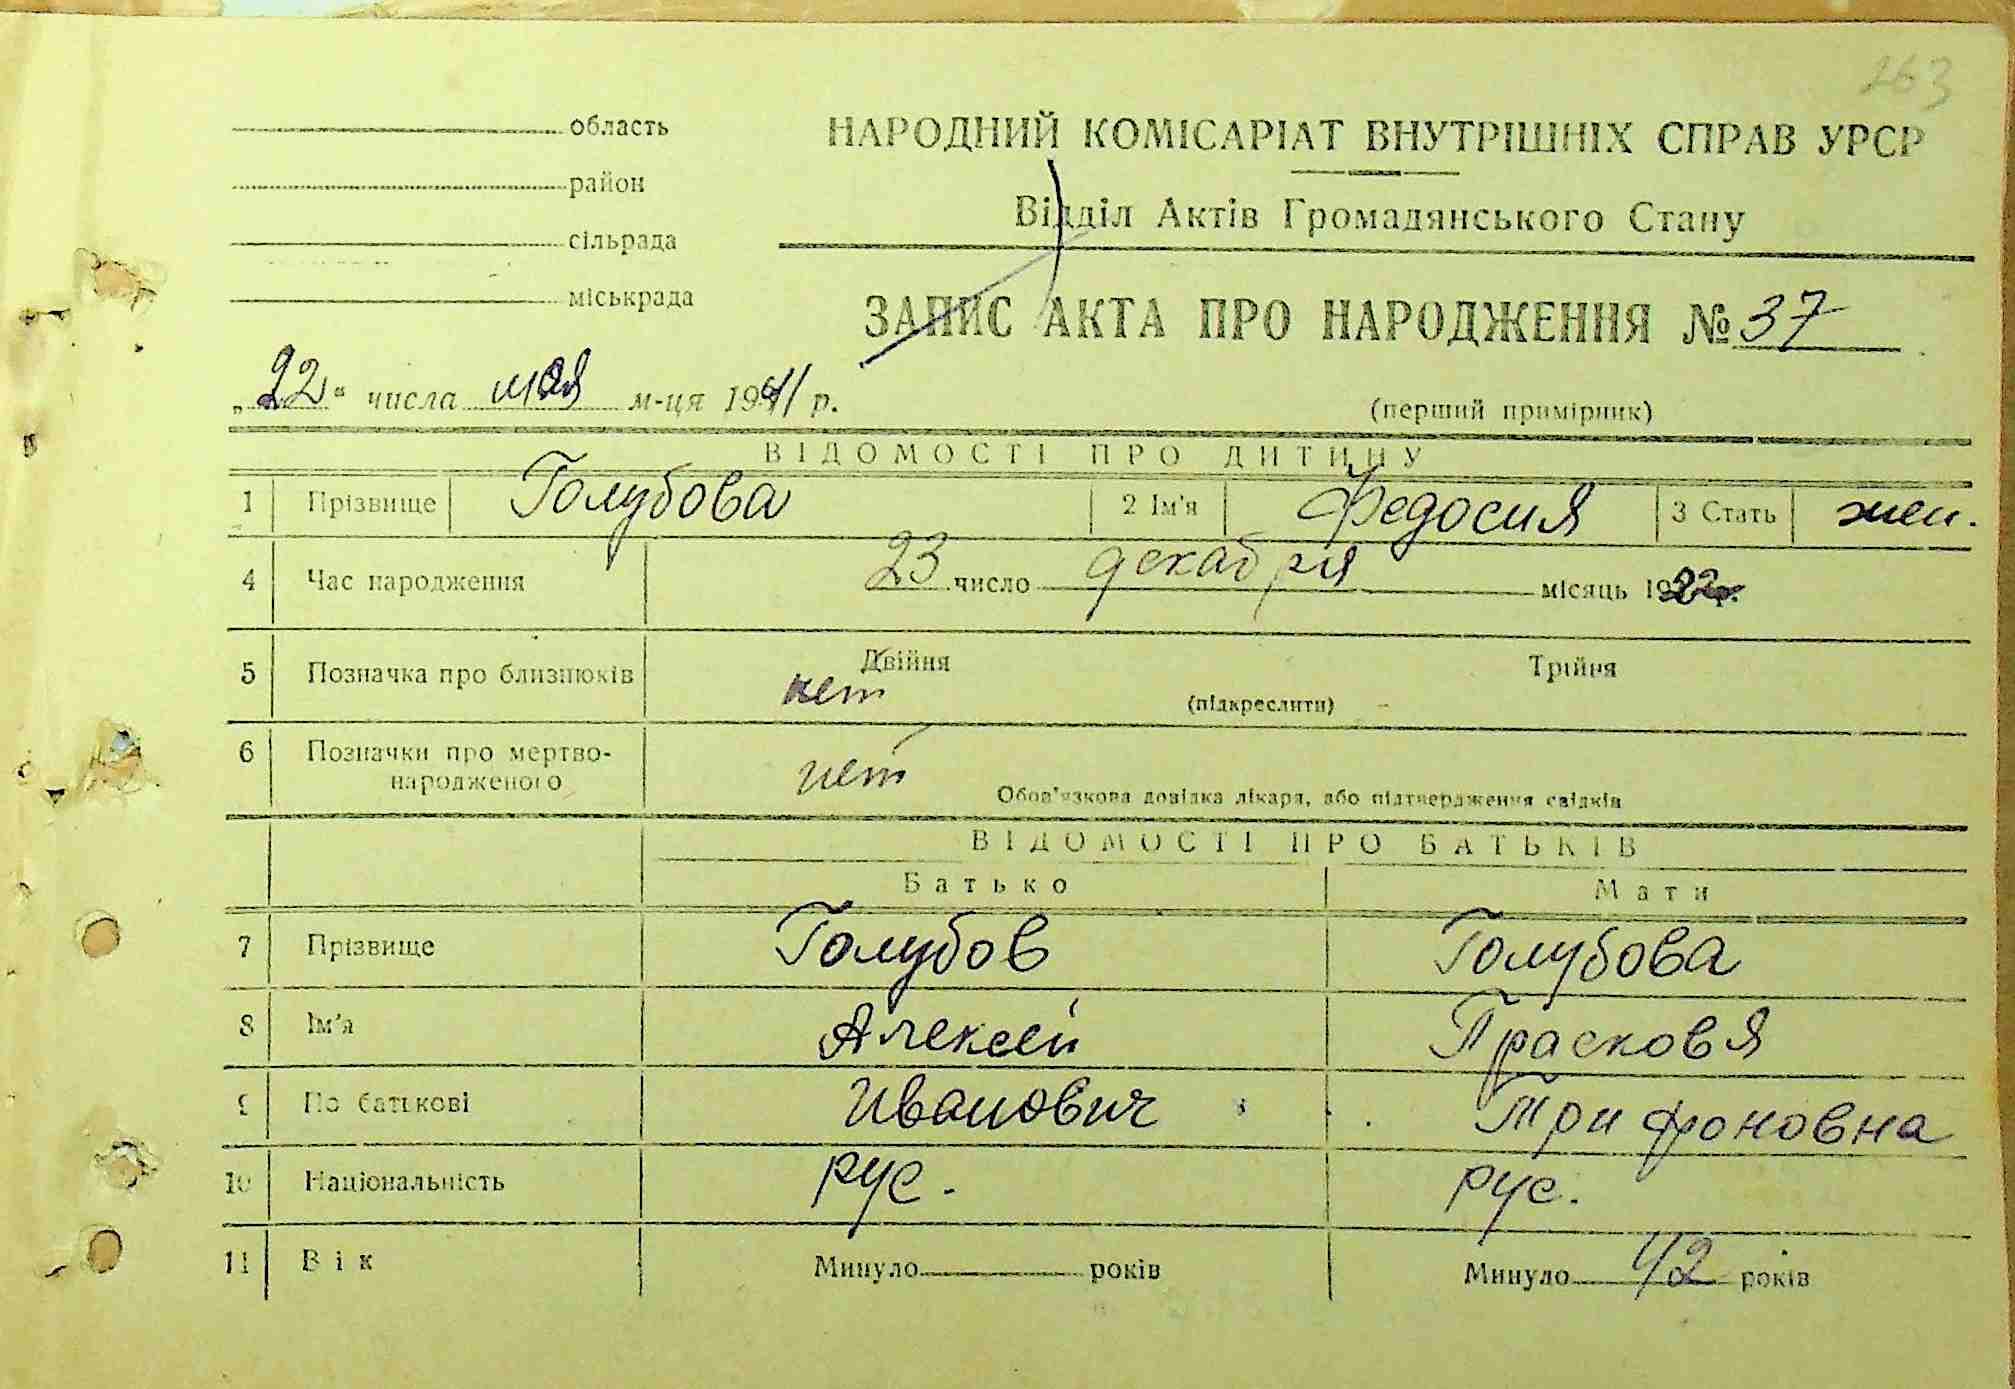 263
область
район
сільрада
міськрада
НАРОДНИЙ КОМІСАРІАТ ВНУТРІШНІХ СПРАВ УРСР
Відділ Актів Громадянського Стану
ЗАПИС АКТА ПРО НАРОДЖЕННЯ № 37
„22“ числа мая м-ця 1941 р.
(перший примірник)
ВІДОМОСТІ ПРО ДИТИНУ
1 Прізвище Голубова 2 Ім'я Федосия 3 Стать жен.
4 Час народження 23 число декабря місяць 1922 р.
5 Позначка про близнюків Двійня Трійня
нет (підкреслити)
6 Позначки про мертво-
народженого нет Обов'язкова довідка лікаря, або підтвердження свідків
ВІДОМОСТІ ПРО БАТЬКІВ
Батько Мати
7 Прізвище Голубов Голубова
8 Ім'я Алексей Прасковя
9 По батькові Иванович Трифоновна
10 Національність рус. рус.
11 Вік Минуло років Минуло 42 років